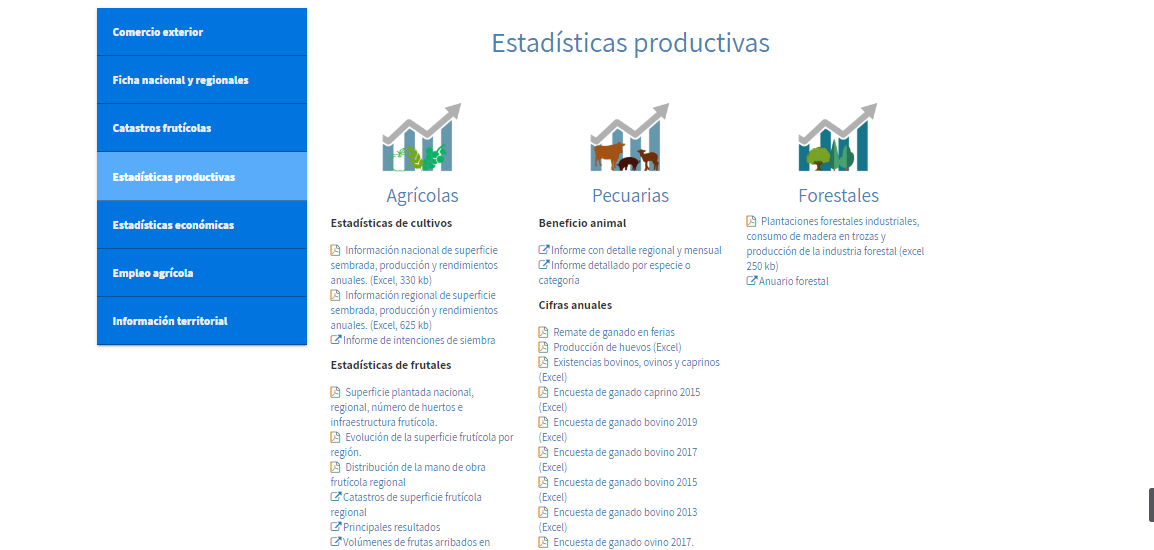 Comercio exterior
Ficha nacional y regionales
Catastros frutícolas
Estadísticas productivas
Estadísticas económicas
Empleo agrícola
Información territorial
Estadísticas productivas
Agrícolas
Estadísticas de cultivos
Información nacional de superficie
sembrada, producción y rendimientos
anuales. (Excel, 330 kb)
Información regional de superficie
sembrada, producción y rendimientos
anuales. (Excel, 625 kb)
Informe de intenciones de siembra
Estadísticas de frutales
Superficie plantada nacional,
regional, número de huertos e
infraestructura frutícola.
Evolución de la superficie frutícola por
región.
Distribución de la mano de obra
frutícola regional
Catastros de superficie frutícola
regional
Principales resultados
Volúmenes de frutas arribados en
Pecuarias
Beneficio animal
Informe con detalle regional y mensual
Informe detallado por especie o
categoría
Cifras anuales
Remate de ganado en ferias
Producción de huevos (Excel)
Existencias bovinos, ovinos y caprinos
(Excel)
Encuesta de ganado caprino 2015
(Excel)
Encuesta de ganado bovino 2019
(Excel)
Encuesta de ganado bovino 2017
(Excel)
Encuesta de ganado bovino 2015
(Excel)
Encuesta de ganado bovino 2013
(Excel)
Encuesta de ganado ovino 2017.
Forestales
Plantaciones forestales industriales,
consumo de madera en trozas y
producción de la industria forestal (excel
250 kb)
Anuario forestal